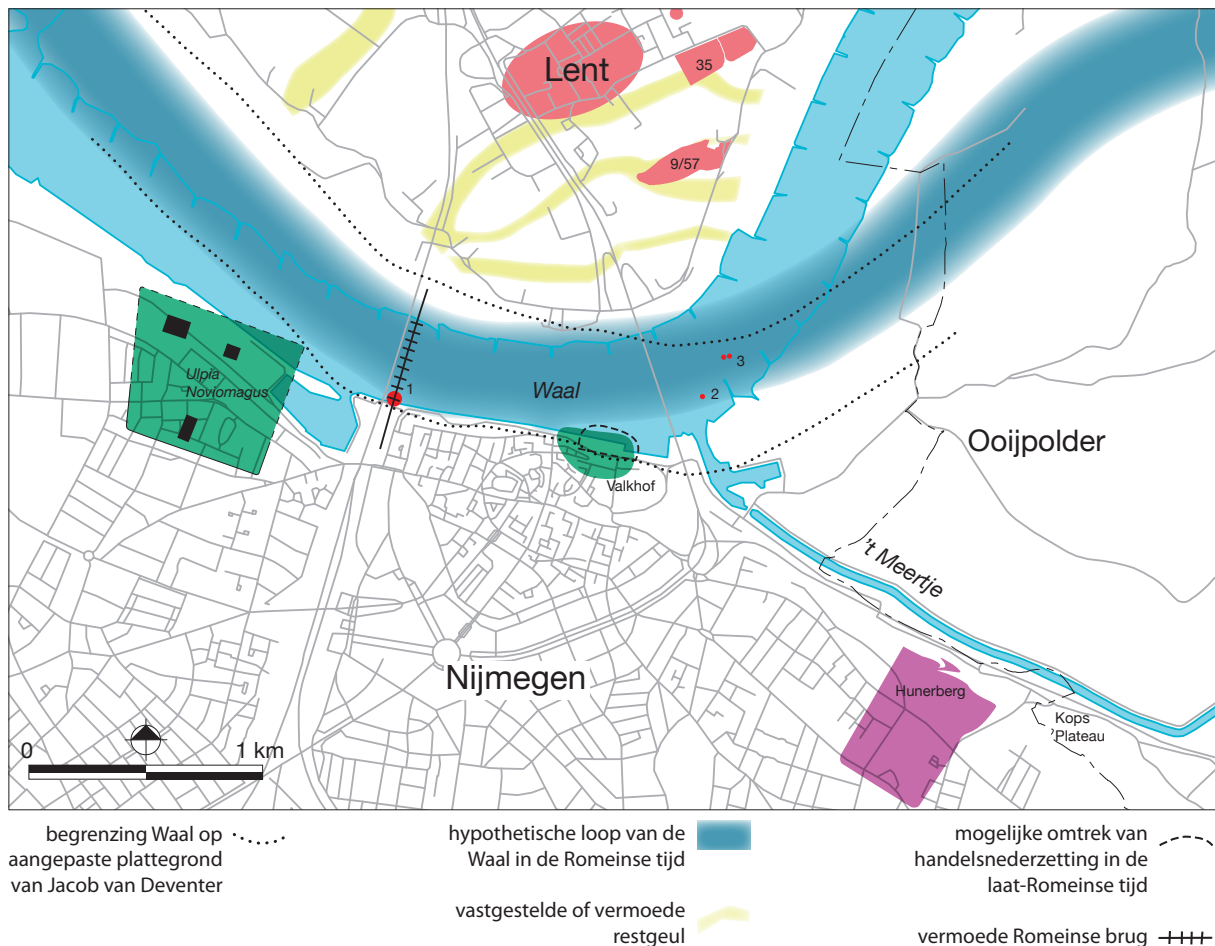 Lent
35
9/57
Ulpia
Noviomagus
1
Waal
3
2
Valkhof
Ooijpolder
't Meertje
Nijmegen
Hunerberg
Kops
Plateau
0
1 km
begrenzing Waal op
aangepaste plattegrond
van Jacob van Deventer
hypothetische loop van de
Waal in de Romeinse tijd
vastgestelde of vermoede
restgeul
mogelijke omtrek van
handelsnederzetting in de
laat-Romeinse tijd
vermoede Romeinse brug